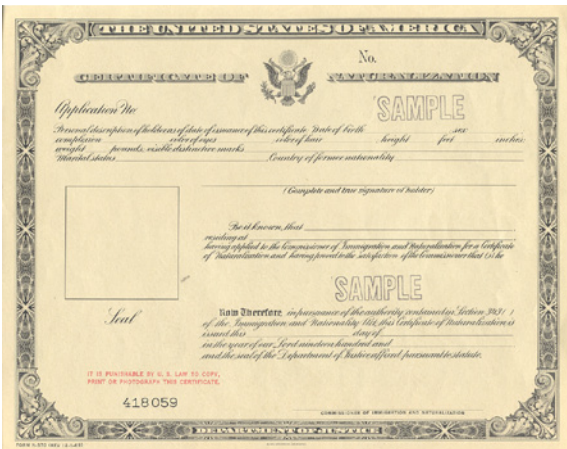 THE UNITED STATES OF AMERICA
No.
CERTIFICATE OF NATURALIZATION
Application No.
SAMPLE
Personal description of holder as of date of issuance of this certificate Date of birth sex
complexion color of eyes color of hair height feet inches
weight pounds, visible distinctive marks
Marital status Country of former nationality
(Complete and true signature of holder)
Be it known, that
residing at
having applied to the Commissioner of Immigration and Naturalization for a Certificate
of Naturalization and having proved to the satisfaction of the Commissioner that (s)he
SAMPLE
Seal
Now Therefore, in pursuance of the authority contained in Section
of the Immigration and Nationality Act, this Certificate of Naturalization is
issued this day of
in the year of our Lord nineteen hundred and
and the seal of the Department of Justice affixed pursuant to statute.
IT IS PUNISHABLE BY U. S. LAW TO COPY,
PRINT OR PHOTOGRAPH THIS CERTIFICATE.
418059
COMMISSIONER OF IMMIGRATION AND NATURALIZATION
DEPARTMENT OF JUSTICE